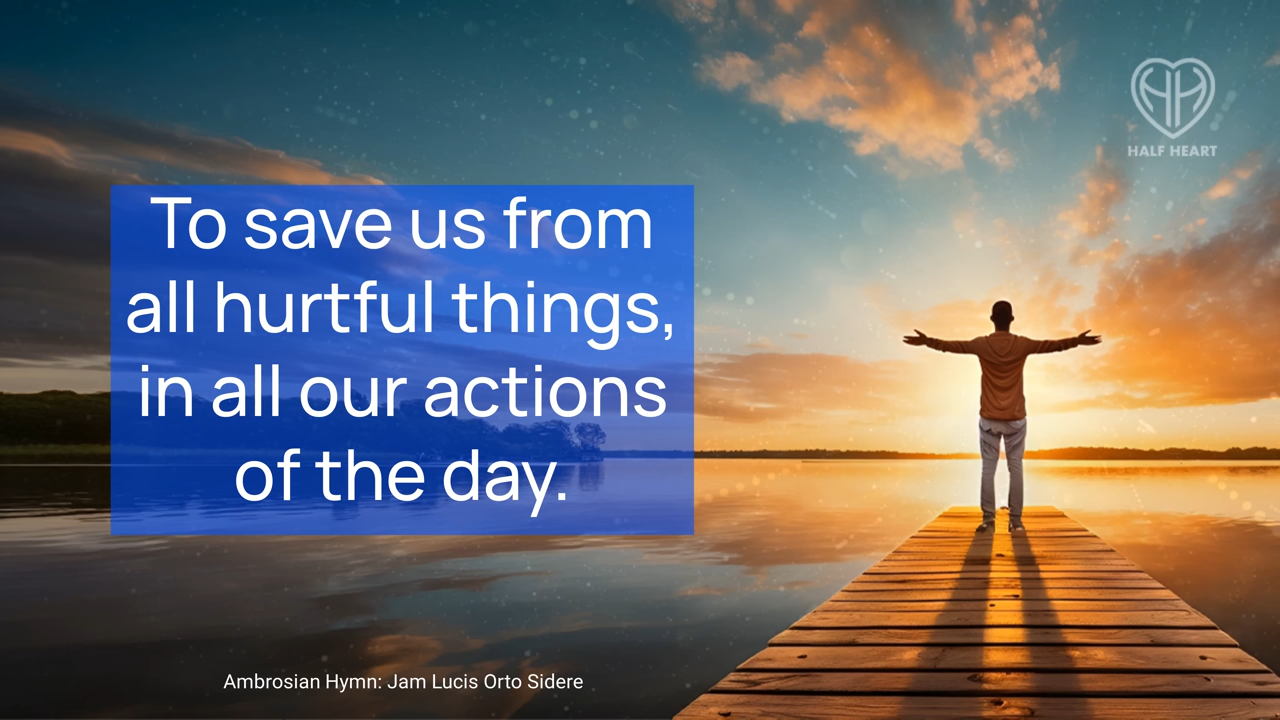 HALF HEART
To save us from
all hurtful things,
in all our actions
of the day.
Ambrosian Hymn: Jam Lucis Orto Sidere